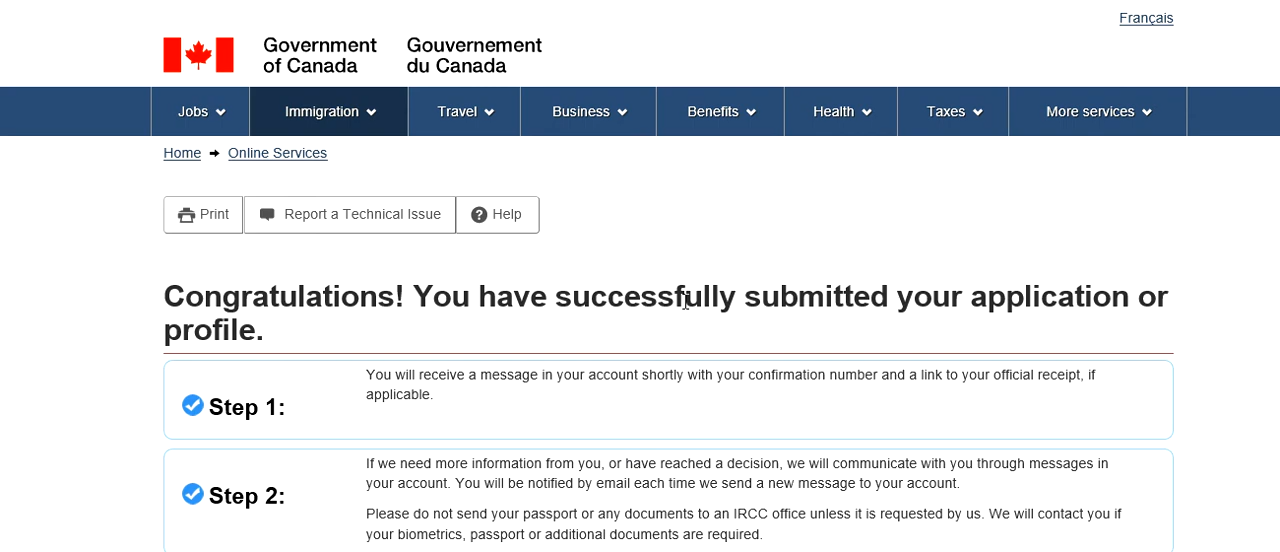 Français
Government Gouvernement
of Canada du Canada
Jobs Immigration Travel Business Benefits Health Taxes More services
Home Online Services
Print Report a Technical Issue Help
Congratulations! You have successfully submitted your application or
profile.
You will receive a message in your account shortly with your confirmation number and a link to your official receipt, if
applicable.
Step 1:
If we need more information from you, or have reached a decision, we will communicate with you through messages in
your account. You will be notified by email each time we send a new message to your account.
Step 2:
Please do not send your passport or any documents to an IRCC office unless it is requested by us. We will contact you if
your biometrics, passport or additional documents are required.